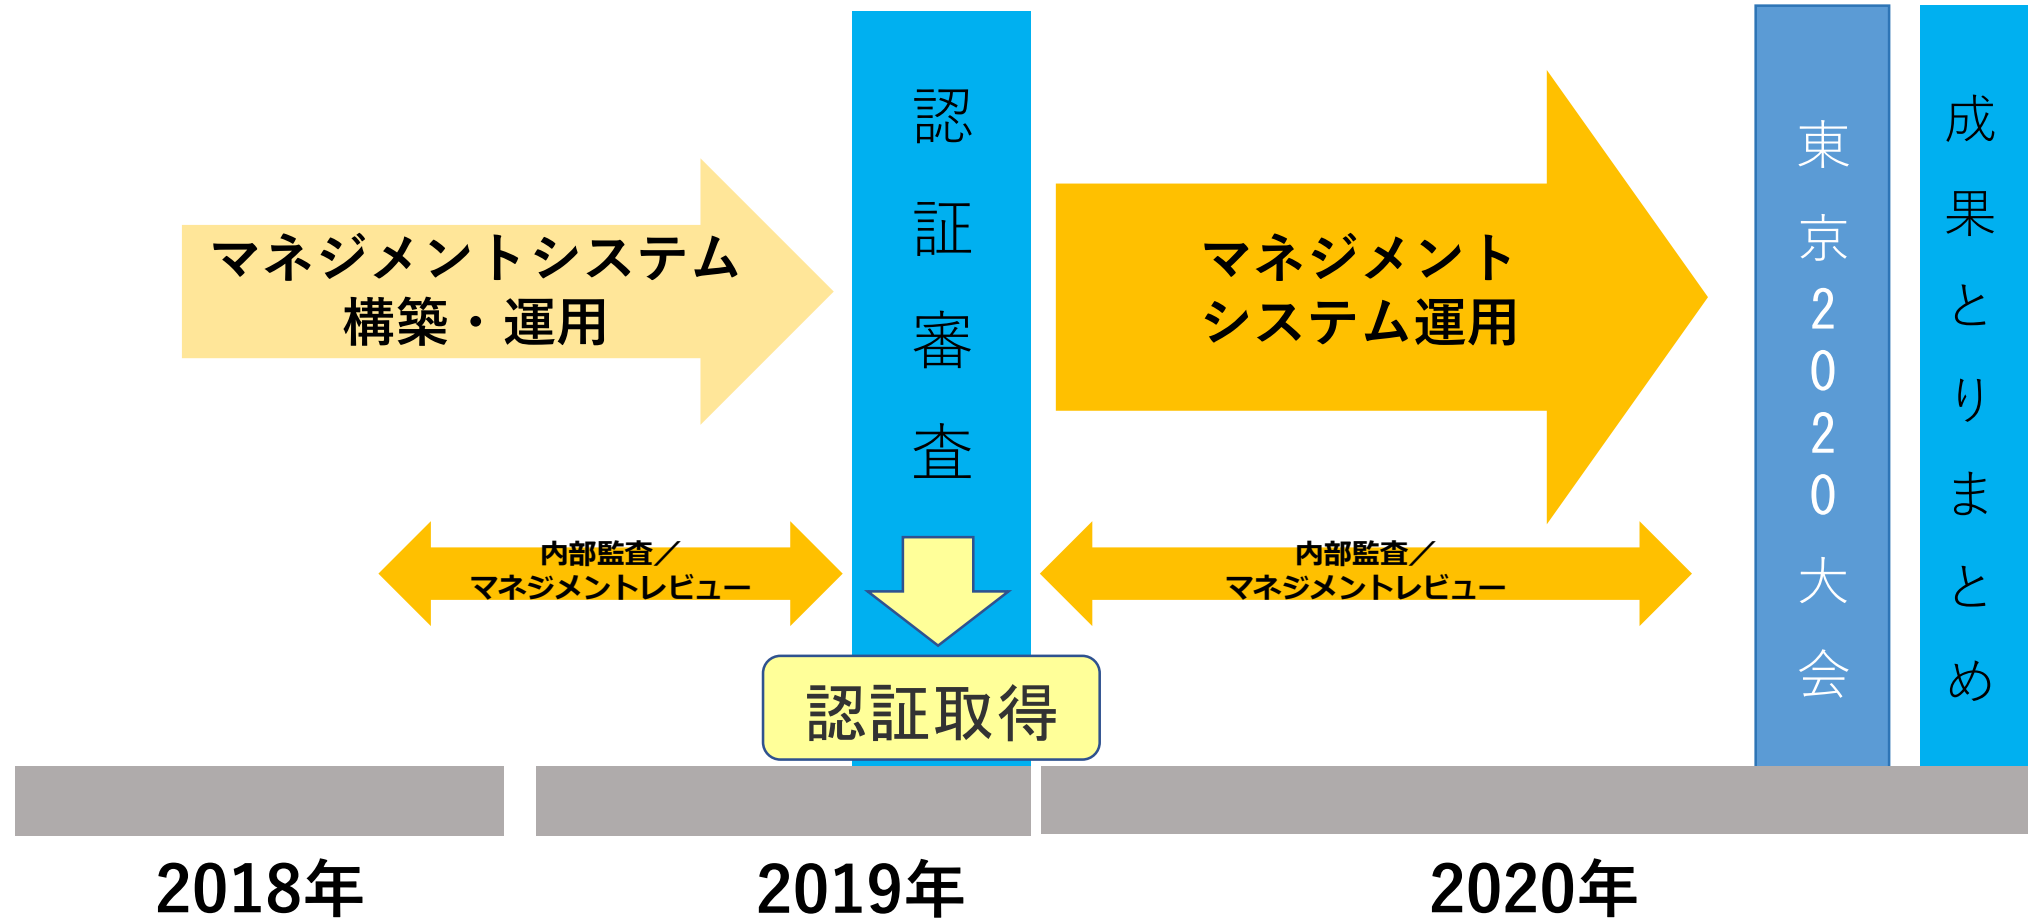 マネジメントシステム
構築・運用
認証審査
マネジメント
システム運用
東京2020大会
成果とりまとめ
内部監査／
マネジメントレビュー
内部監査／
マネジメントレビュー
認証取得
2018年
2019年
2020年